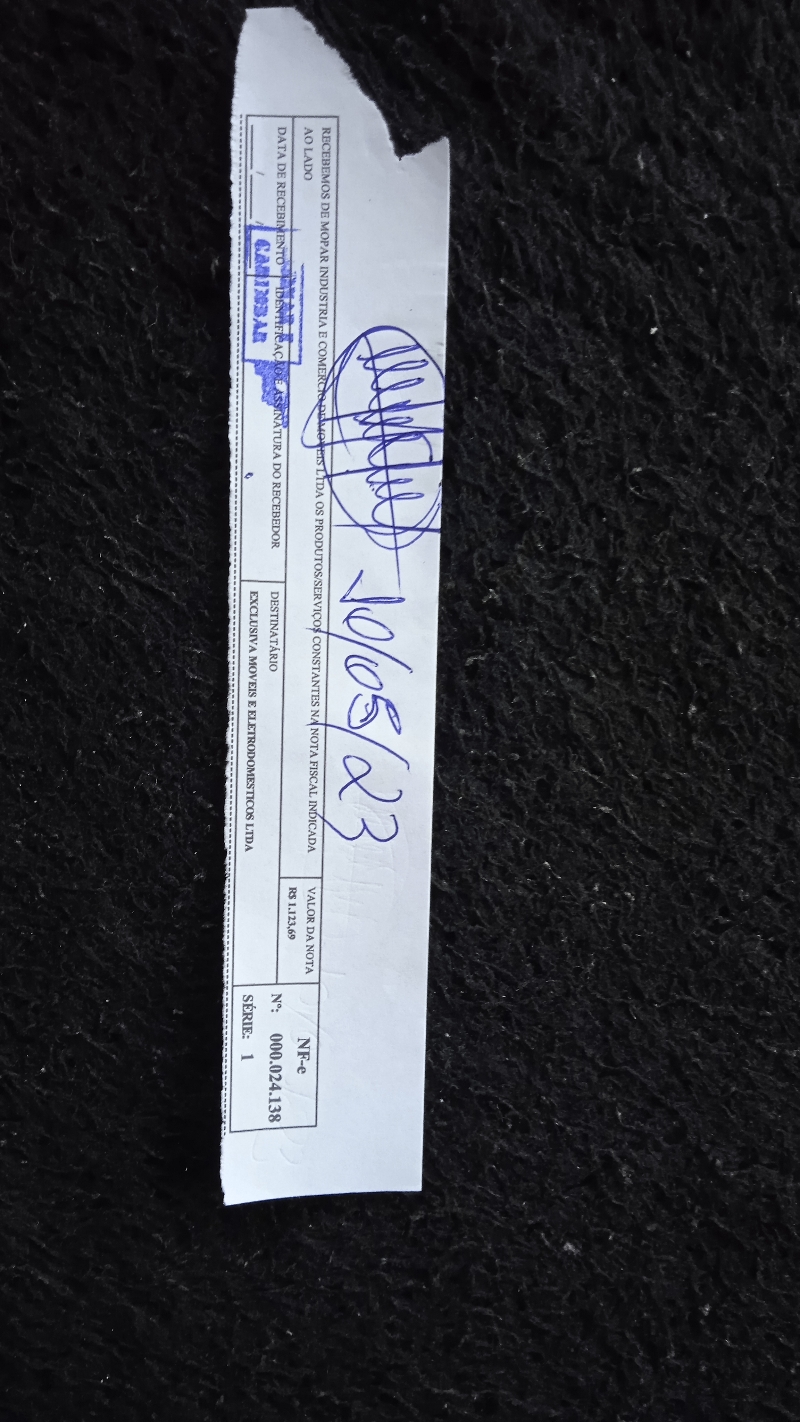 10/05/23
RECEBEMOS DE MOPAR INDUSTRIA E COMERCIO DE MOVEIS LTDA OS PRODUTOS/SERVIÇOS CONSTANTES NA NOTA FISCAL INDICADA
AO LADO
VALOR DA NOTA
R$ 1.123,69
NF-e
Nº: 000.024.138
SÉRIE: 1
DATA DE RECEBIMENTO
IDENTIFICAÇÃO E ASSINATURA DO RECEBEDOR
CARIMBAR
DESTINATÁRIO
EXCLUSIVA MOVEIS E ELETRODOMESTICOS LTDA